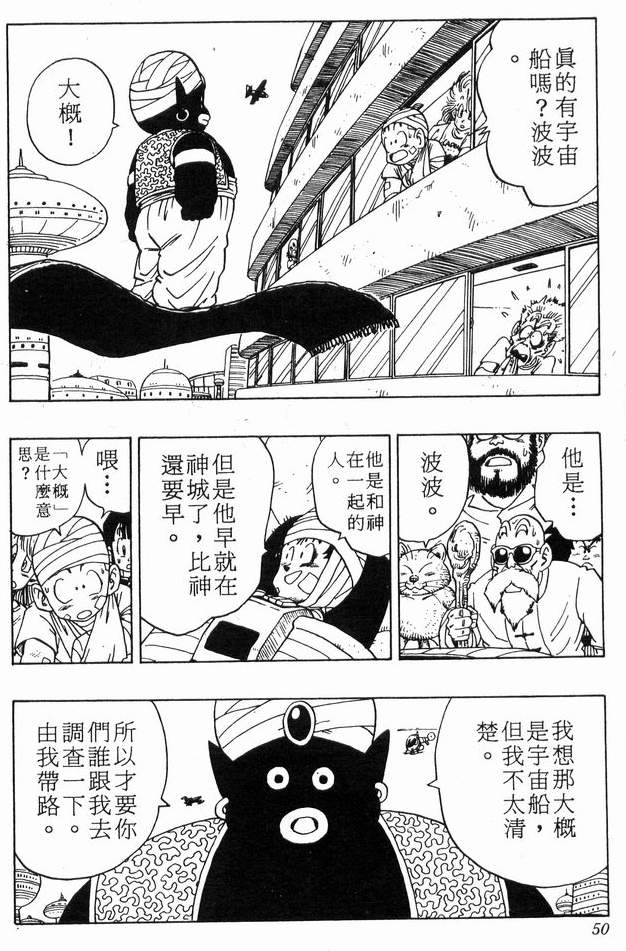 眞的有宇宙
船嗎？波波
。
大概！
他是…
波波。
他是和神
在一起的
人。
但是他早就在
神城了，比神
還要早。
喂…
「大概」
是什麼意
思？
我想那大概
是宇宙船，
但我不太清
楚。
所以才要你
們誰跟我去
調查一下。
由我帶路。
50